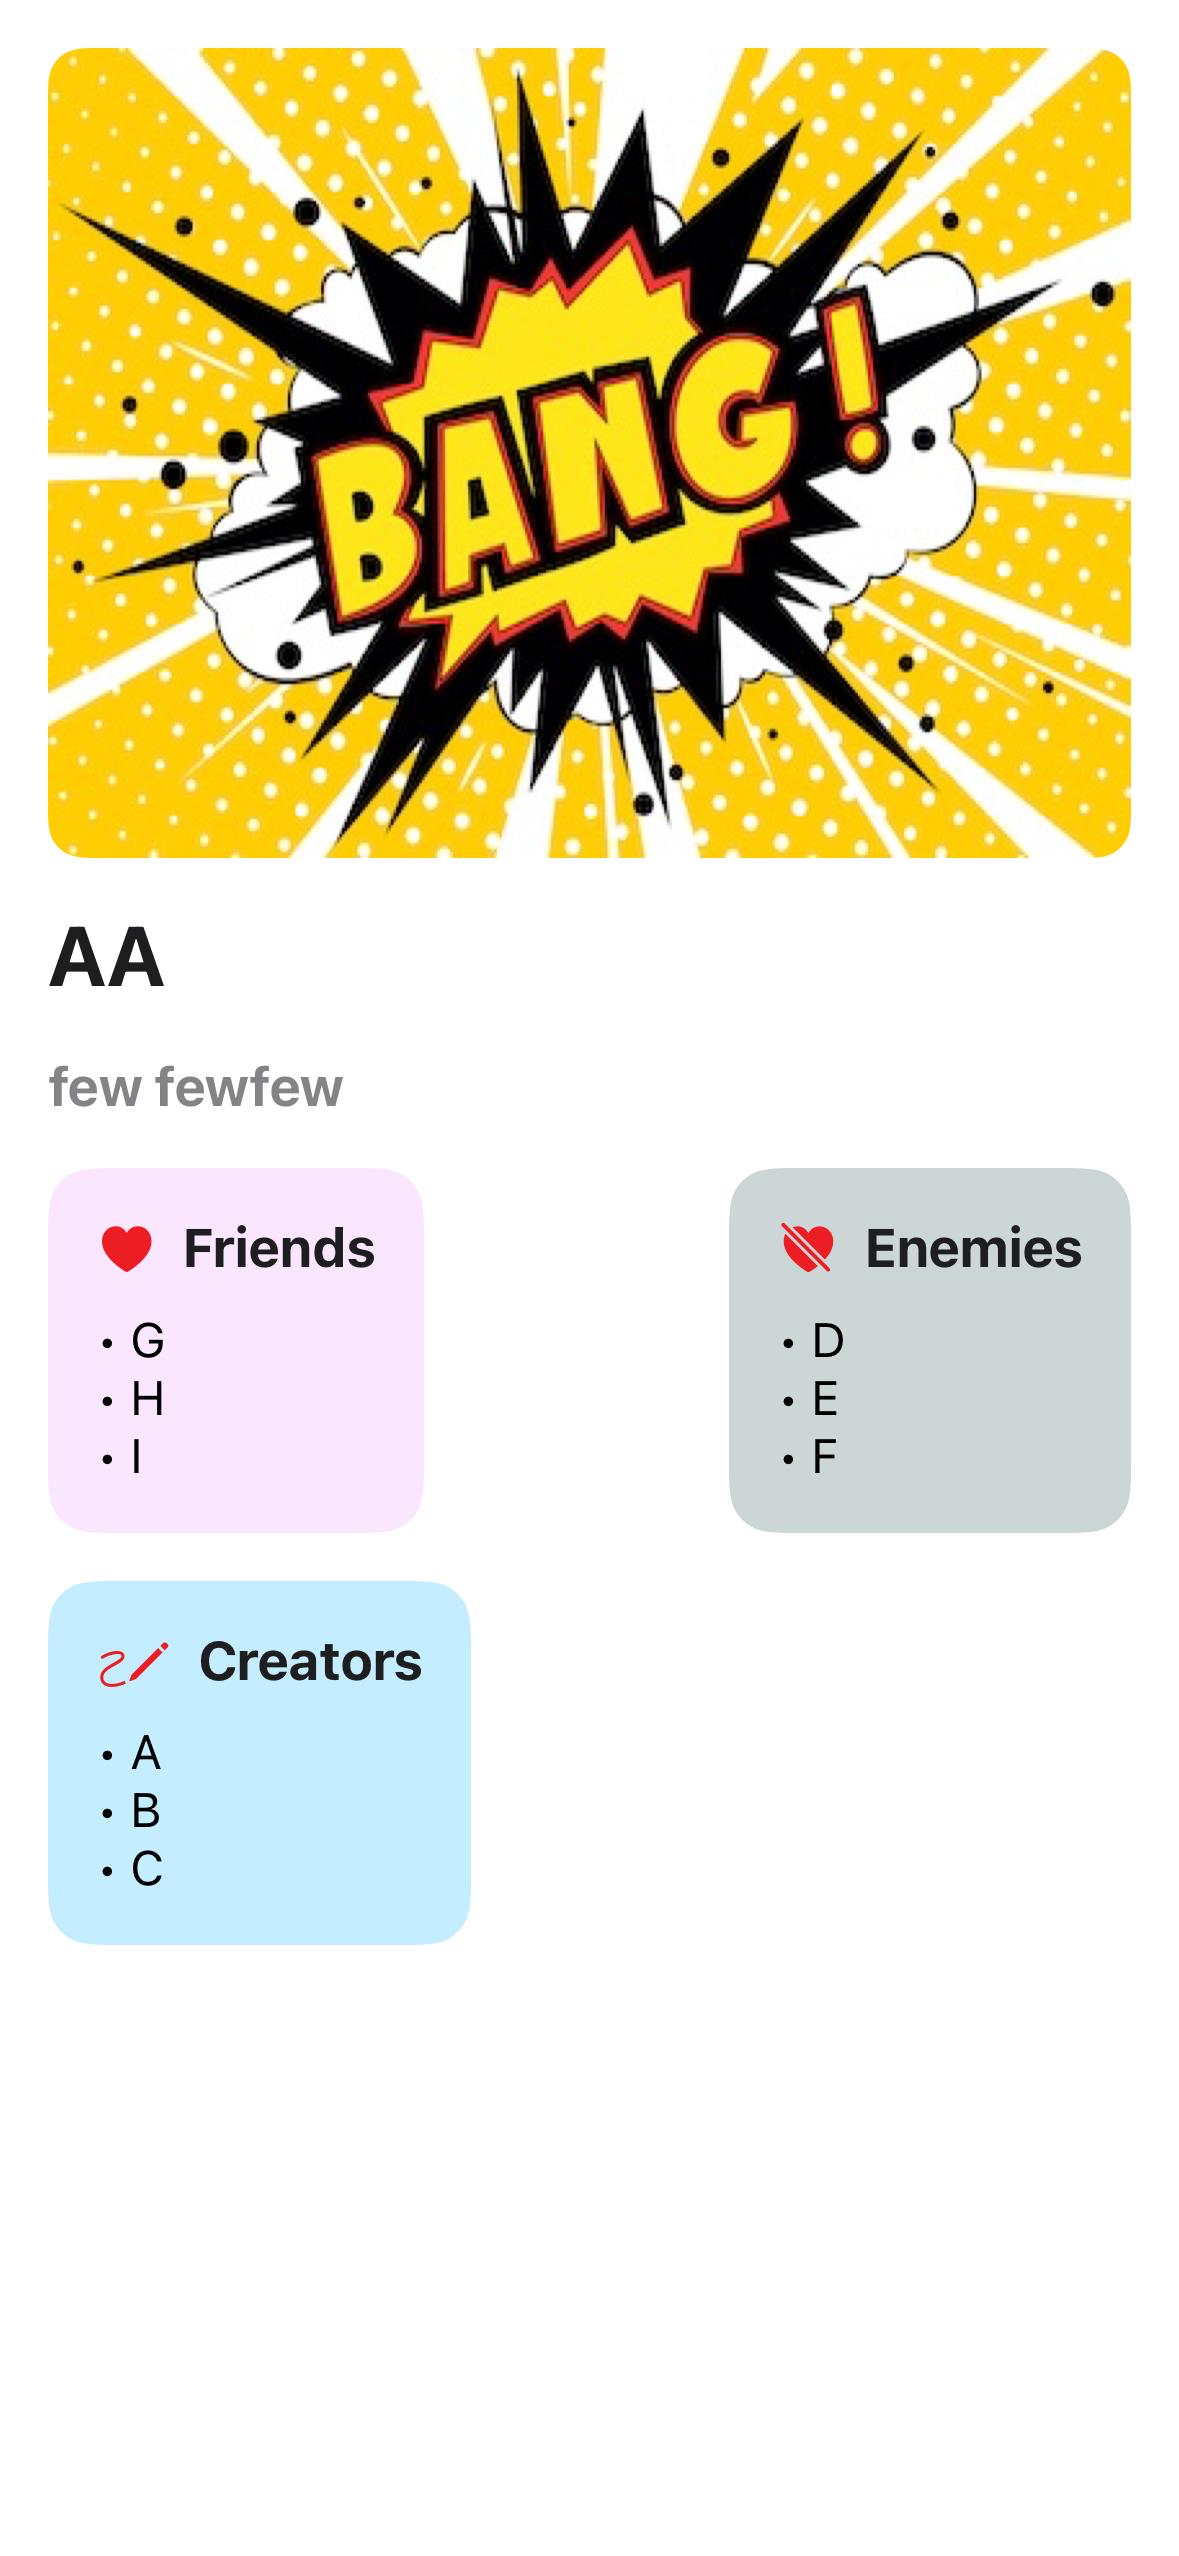 BANG!
AA
few fewfew
Friends
• G
• H
• I
Enemies
• D
• E
• F
Creators
• A
• B
• C